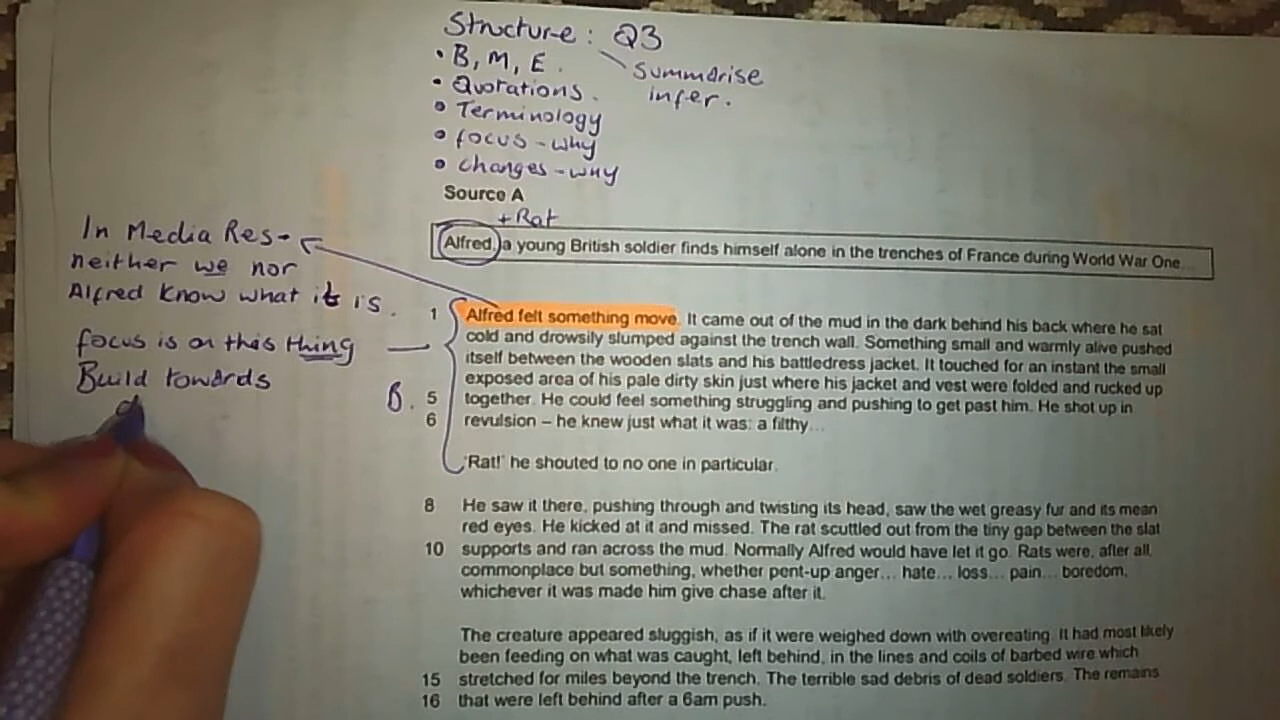 Structure: Q3
• B, M, E.
summarise
infer.
• Quotations.
• Terminology
• focus - why
• changes - why
Source A
+ Rat
Alfred, a young British soldier finds himself alone in the trenches of France during World War One...
In Media Res-
neither we nor
Alfred know what it is.
focus is on this thing
Build towards
B.
1 Alfred felt something move. It came out of the mud in the dark behind his back where he sat
cold and drowsily slumped against the trench wall. Something small and warmly alive pushed
itself between the wooden slats and his battledress jacket. It touched for an instant the small
exposed area of his pale dirty skin just where his jacket and vest were folded and rucked up
5 together. He could feel something struggling and pushing to get past him. He shot up in
6 revulsion – he knew just what it was: a filthy...
'Rat!' he shouted to no one in particular.
8 He saw it there, pushing through and twisting its head, saw the wet greasy fur and its mean
red eyes. He kicked at it and missed. The rat scuttled out from the tiny gap between the slat
10 supports and ran across the mud. Normally Alfred would have let it go. Rats were, after all,
commonplace but something, whether pent-up anger... hate... loss... pain... boredom,
whichever it was made him give chase after it.
The creature appeared sluggish, as if it were weighed down with overeating. It had most likely
been feeding on what was caught, left behind, in the lines and coils of barbed wire which
15 stretched for miles beyond the trench. The terrible sad debris of dead soldiers. The remains
16 that were left behind after a 6am push.